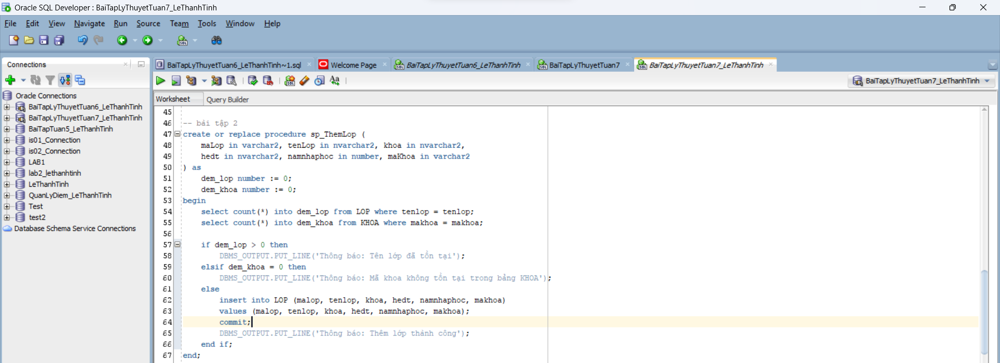 Oracle SQL Developer : BaiTapLyThuyetTuan7_LeThanhTinh
File Edit View Navigate Run Source Team Tools Window Help
Connections
BaiTapLyThuyetTuan6_LeThanhTinh~1.sql Welcome Page BaiTapLyThuyetTuan6_LeThanhTinh BaiTapLyThuyetTuan7 BaiTapLyThuyetTuan7_LeThanhTinh
BaiTapLyThuyetTuan7_LeThanhTinh
Oracle Connections
BaiTapLyThuyetTuan6_LeThanhTinh
BaiTapLyThuyetTuan7_LeThanhTinh
BaiTapTuan5_LeThanhTinh
is01_Connection
is02_Connection
LAB1
lab2_lethanhtinh
LeThanhTinh
QuanLyDiem_LeThanhTinh
Test
test2
Database Schema Service Connections
Worksheet Query Builder
45
46 -- bài tập 2
47 create or replace procedure sp_ThemLop (
48 maLop in varchar2, tenLop in nvarchar2, khoa in nvarchar2,
49 hedt in nvarchar2, namnhaphoc in number, maKhoa in varchar2
50 ) as
51 dem_lop number := 0;
52 dem_khoa number := 0;
53 begin
54 select count(*) into dem_lop from LOP where tenlop = tenlop;
55 select count(*) into dem_khoa from KHOA where makhoa = makhoa;
56
57 if dem_lop > 0 then
58 DBMS_OUTPUT.PUT_LINE('Thông báo: Tên lớp đã tồn tại');
59 elsif dem_khoa = 0 then
60 DBMS_OUTPUT.PUT_LINE('Thông báo: Mã khoa không tồn tại trong bảng KHOA');
61 else
62 insert into LOP (malop, tenlop, khoa, hedt, namnhaphoc, makhoa)
63 values (malop, tenlop, khoa, hedt, namnhaphoc, makhoa);
64 commit;
65 DBMS_OUTPUT.PUT_LINE('Thông báo: Thêm lớp thành công');
66 end if;
67 end;